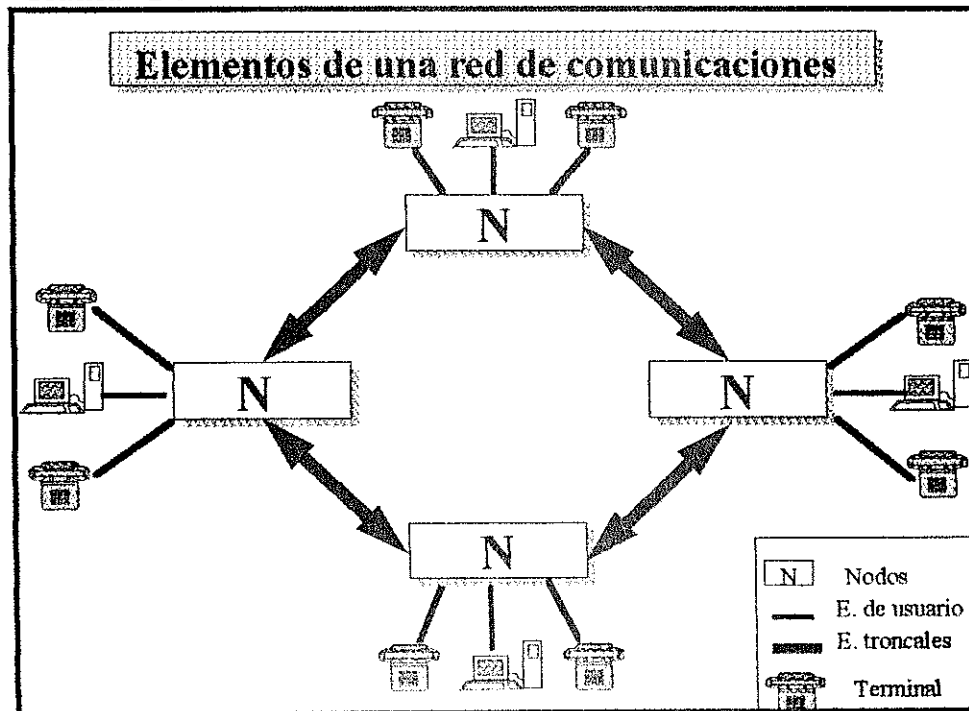 Elementos de una red de comunicaciones
N
N
N
N
N Nodos
E. de usuario
E. troncales
Terminal